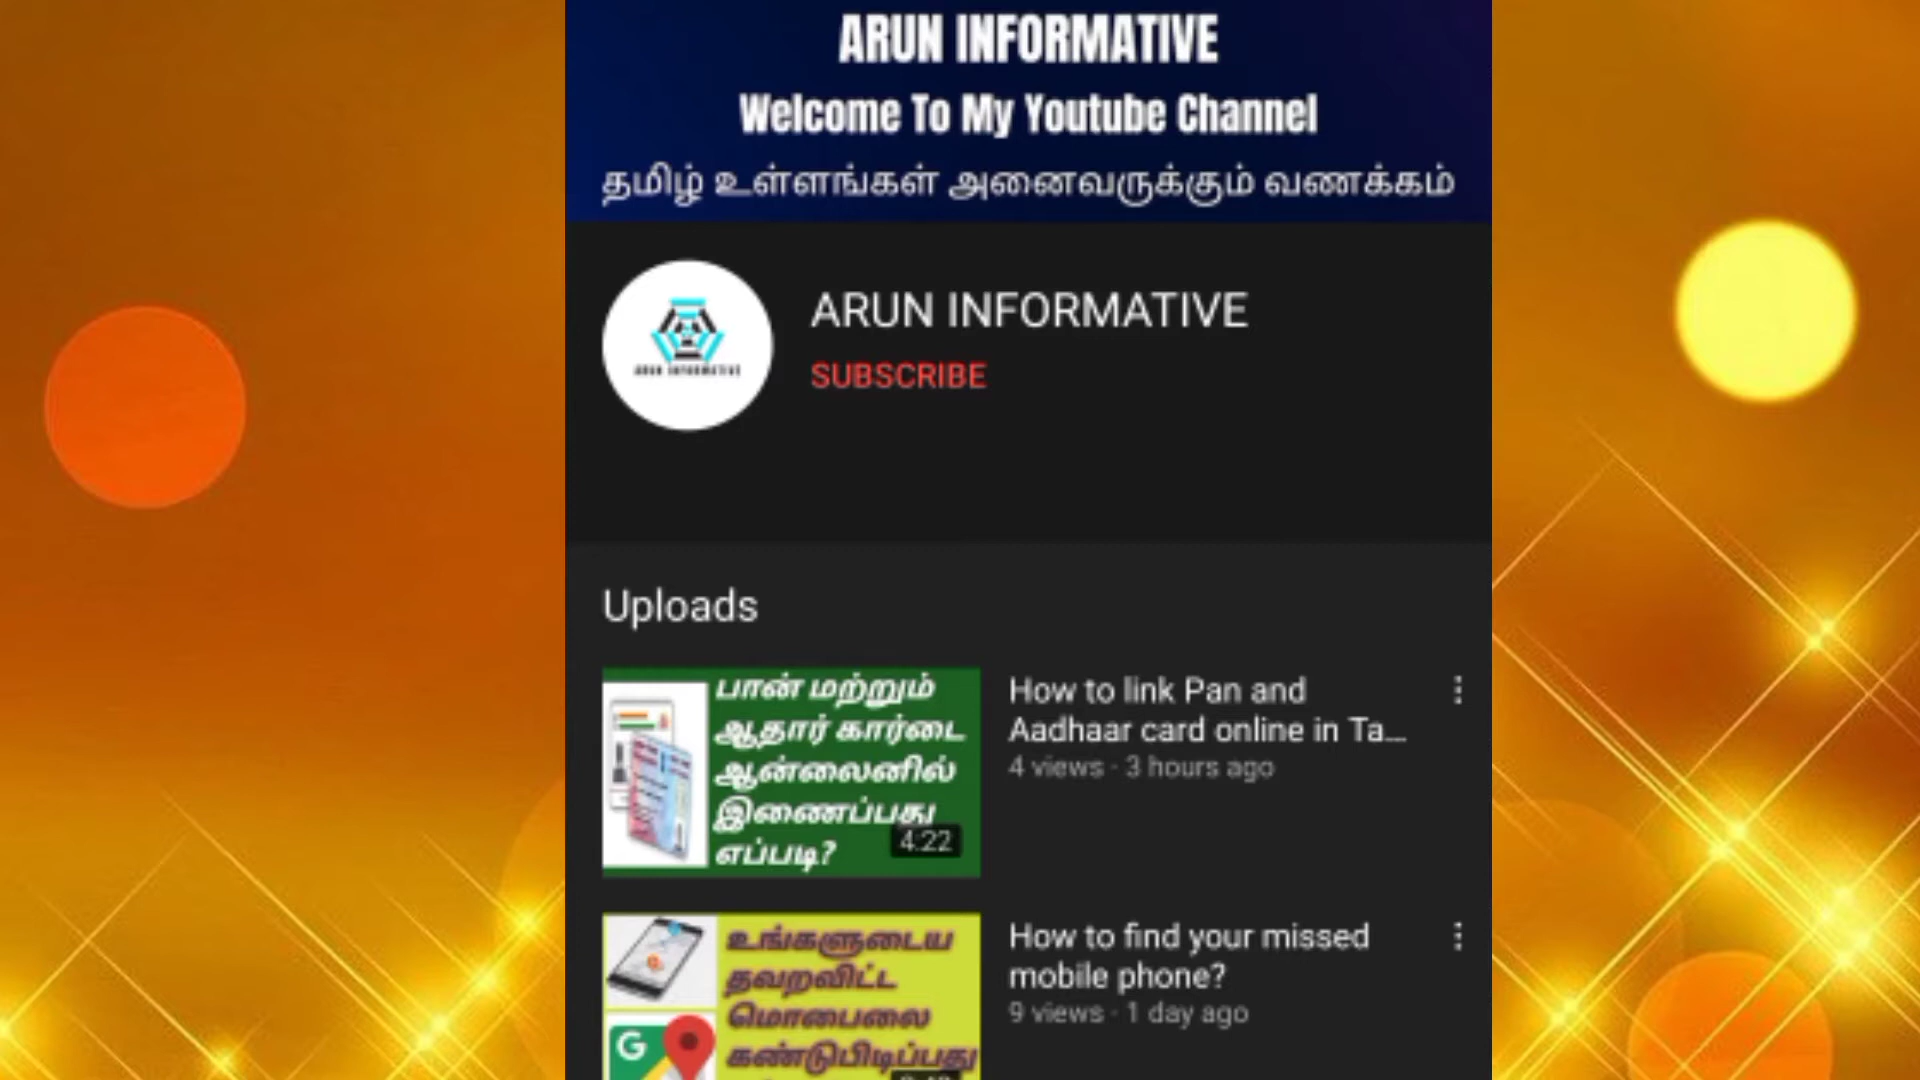 ARUN INFORMATIVE
Welcome To My Youtube Channel
தமிழ் உள்ளங்கள் அனைவருக்கும் வணக்கம்
ARUN INFORMATIVE
ARUN INFORMATIVE
SUBSCRIBE
Uploads
பான் மற்றும்
ஆதார் கார்டை
ஆன்லைனில்
இணைப்பது
எப்படி?
4:22
How to link Pan and
Aadhaar card online in Ta...
4 views · 3 hours ago
உங்களுடைய
தவறவிட்ட
மொபைலை
கண்டுபிடிப்பது
G
How to find your missed
mobile phone?
9 views · 1 day ago